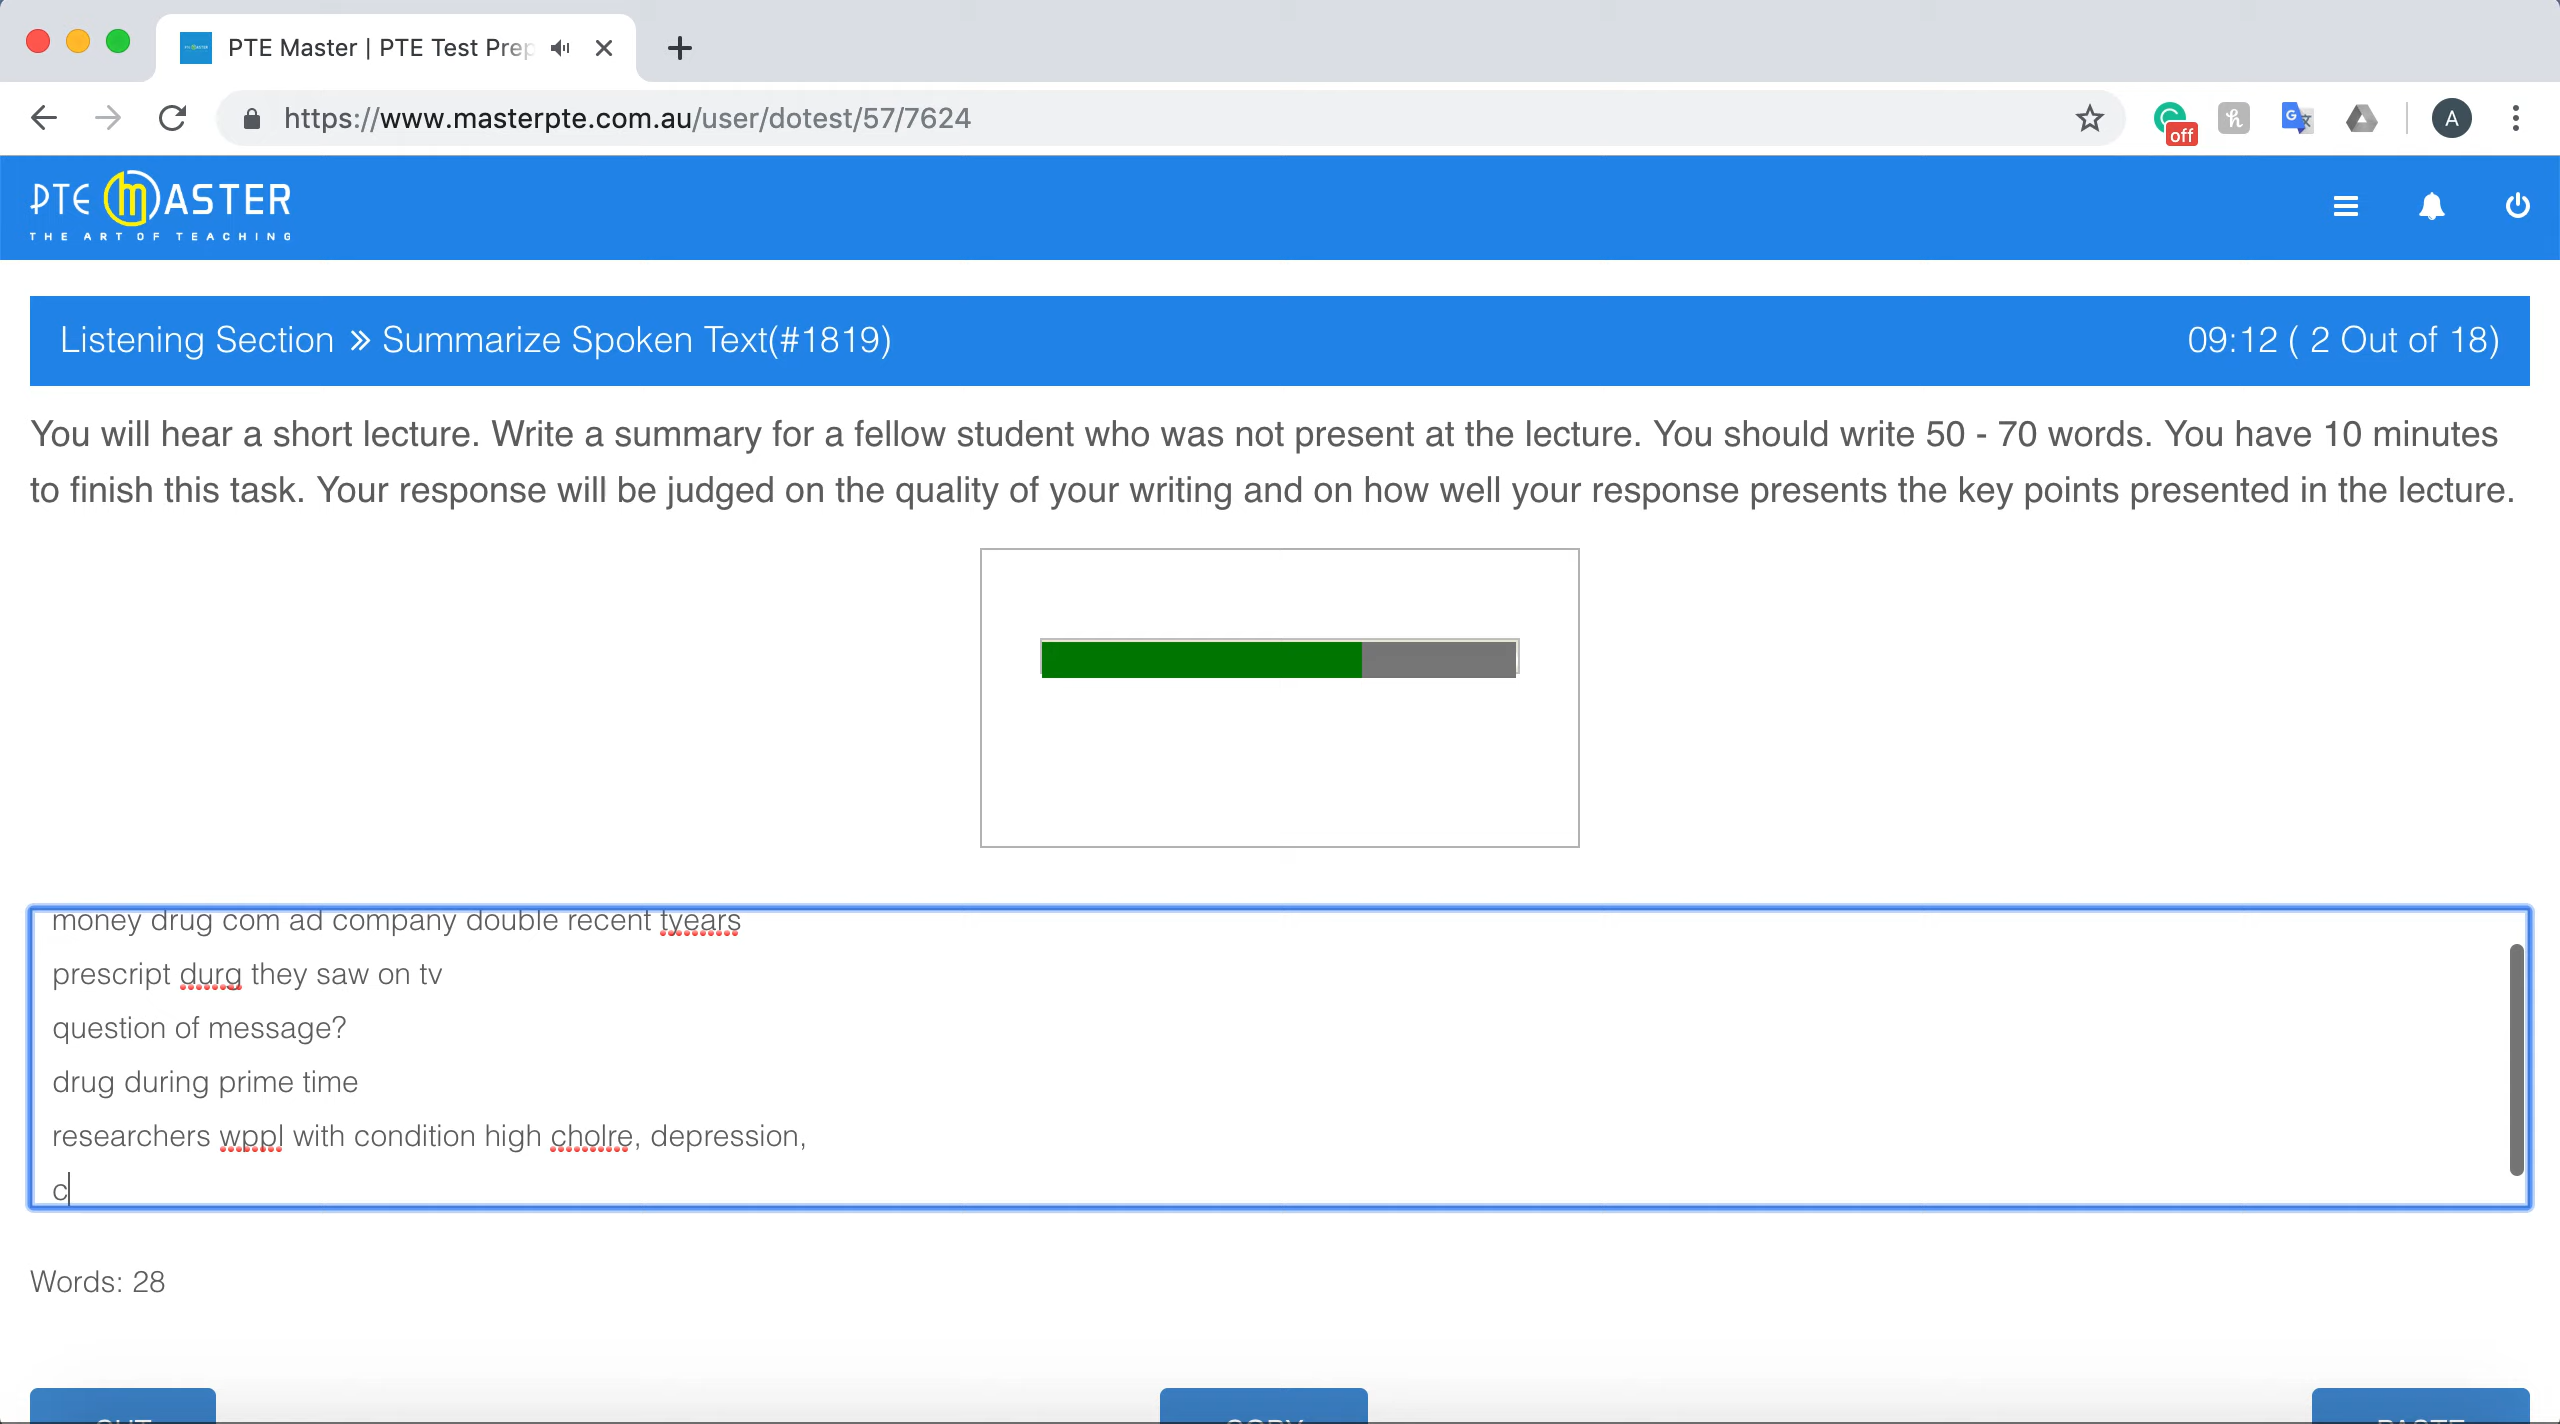 PTE Master | PTE Test Prep
https://www.masterpte.com.au/user/dotest/57/7624
off
A
PTE MASTER
THE ART OF TEACHING
Listening Section » Summarize Spoken Text(#1819)
09:12 ( 2 Out of 18)
You will hear a short lecture. Write a summary for a fellow student who was not present at the lecture. You should write 50 - 70 words. You have 10 minutes
to finish this task. Your response will be judged on the quality of your writing and on how well your response presents the key points presented in the lecture.
money drug com ad company double recent tyears
prescript durg they saw on tv
question of message?
drug during prime time
researchers wppl with condition high cholre, depression,
c
Words: 28
CUT
COPY
PASTE